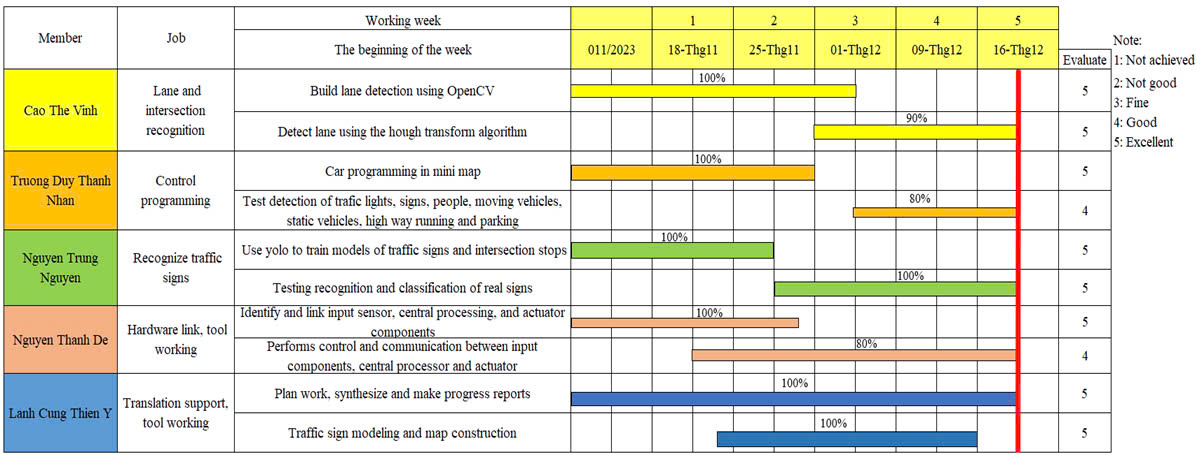 Member
Job
Working week
1
2
3
4
5
The beginning of the week
011/2023
18-Thg11
25-Thg11
01-Thg12
09-Thg12
16-Thg12
Evaluate
Note:
1: Not achieved
2: Not good
3: Fine
4: Good
5: Excellent
Cao The Vinh
Lane and
intersection
recognition
Build lane detection using OpenCV
100%
5
Detect lane using the hough transform algorithm
90%
5
Truong Duy Thanh
Nhan
Control
programming
Car programming in mini map
100%
5
Test detection of trafic lights, signs, people, moving vehicles,
static vehicles, high way running and parking
80%
4
Nguyen Trung
Nguyen
Recognize traffic
signs
Use yolo to train models of traffic signs and intersection stops
100%
5
Testing recognition and classification of real signs
100%
5
Nguyen Thanh De
Hardware link, tool
working
Identify and link input sensor, central processing, and actuator
components
100%
5
Performs control and communication between input
components, central processor and actuator
80%
4
Lanh Cung Thien Y
Translation support,
tool working
Plan work, synthesize and make progress reports
100%
5
Traffic sign modeling and map construction
100%
5